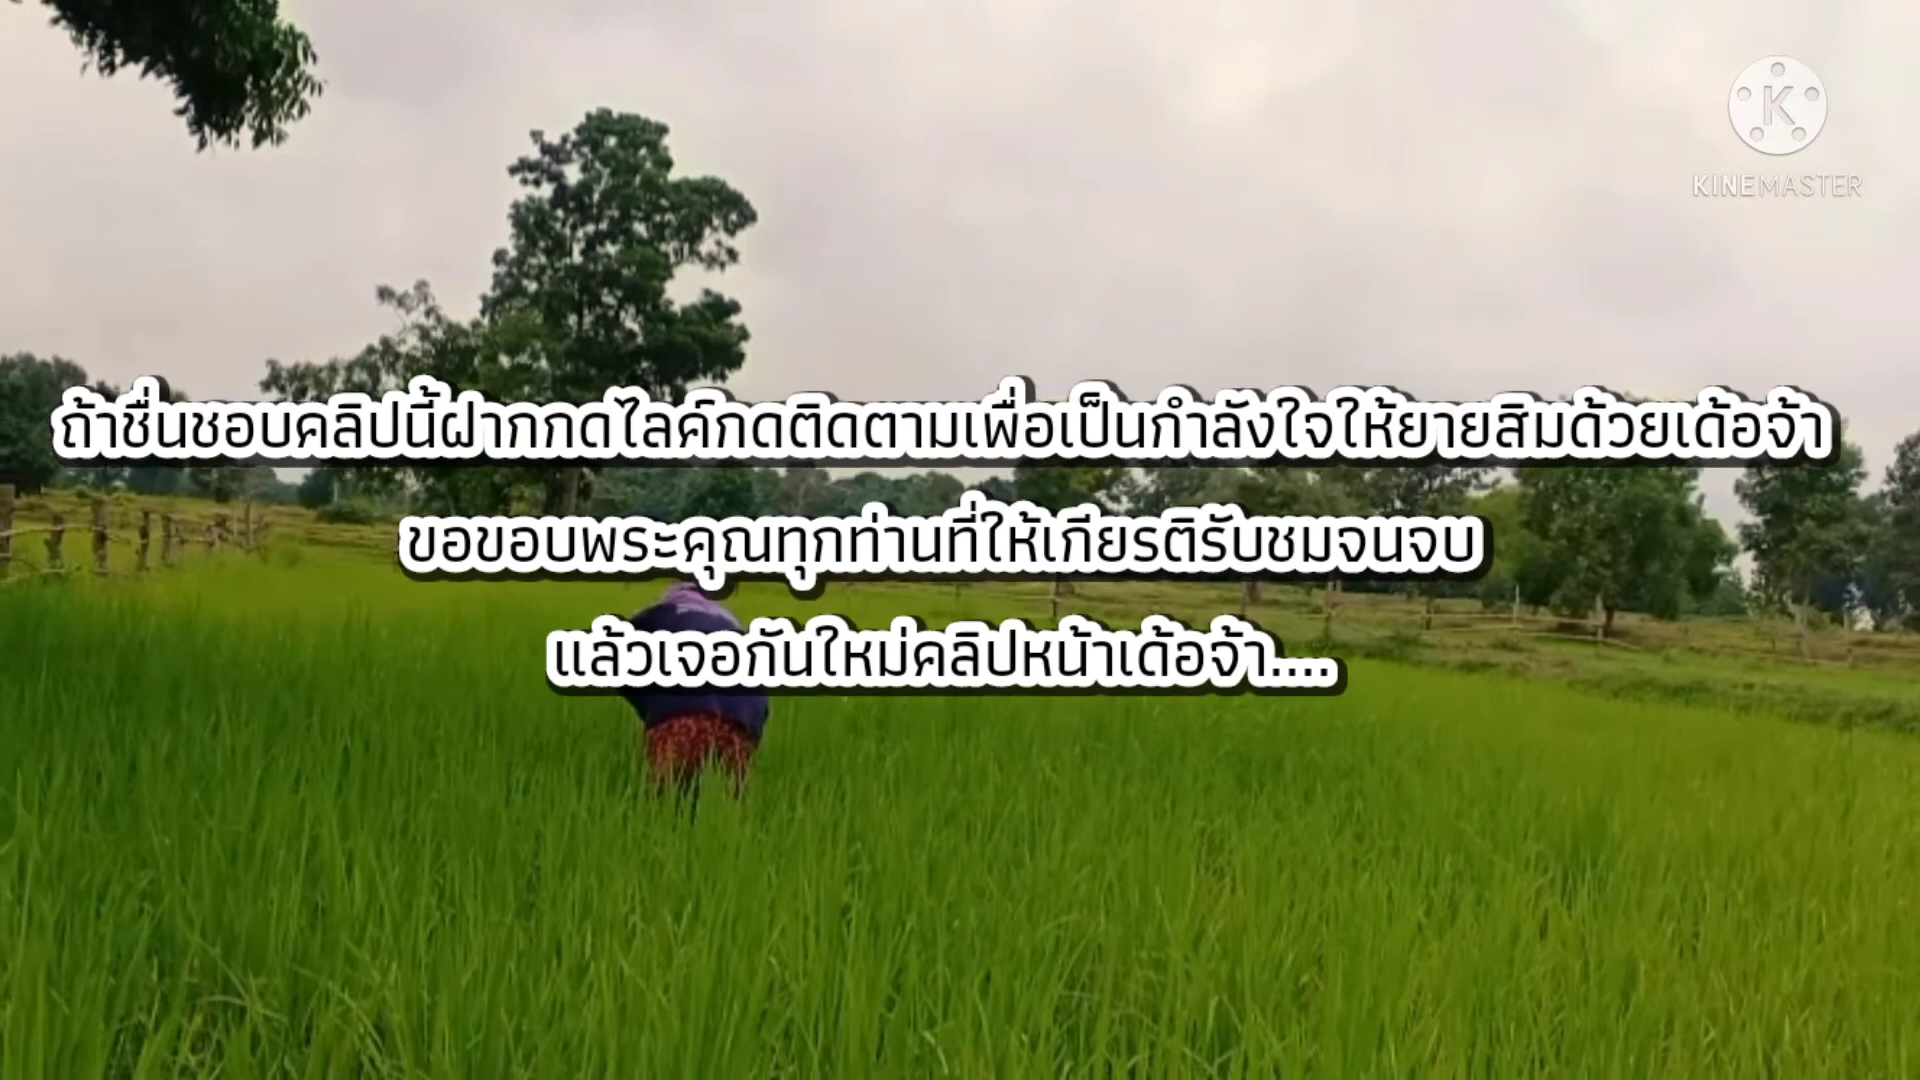 KINEMASTER
ถ้าชื่นชอบคลิปนี้ฝากกดไลค์กดติดตามเพื่อเป็นกำลังใจให้ยายสิมด้วยเด้อจ้า
ขอขอบพระคุณทุกท่านที่ให้เกียรติรับชมจนจบ
แล้วเจอกันใหม่คลิปหน้าเด้อจ้า....